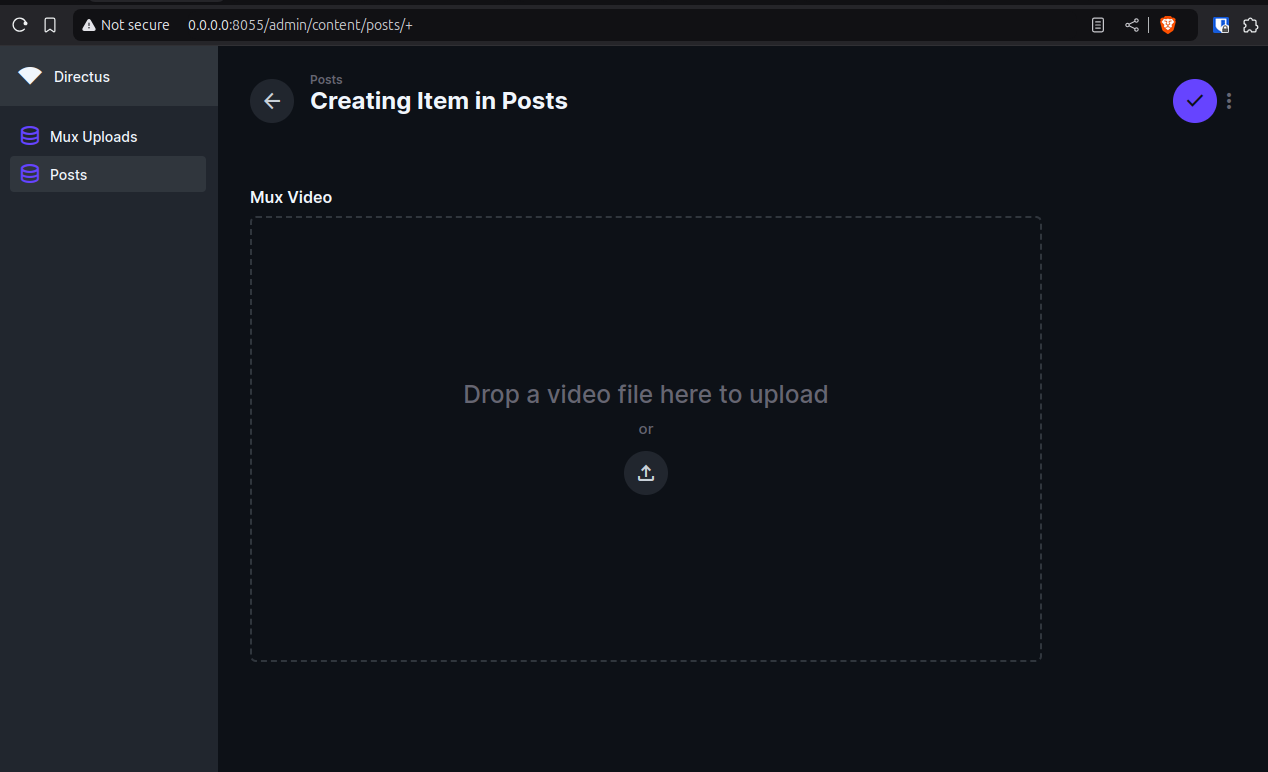 Not secure 0.0.0.0:8055/admin/content/posts/+
Directus
Mux Uploads
Posts
Posts
Creating Item in Posts
Mux Video
Drop a video file here to upload
or